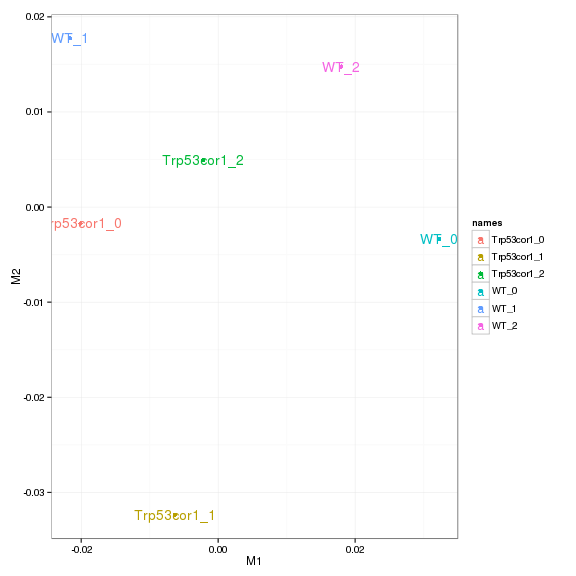 0.02
WT_1
WT_2
0.01
Trp53cor1_2
0.00
rp53cor1_0
WT_0
-0.01
-0.02
-0.03
Trp53cor1_1
M2
-0.02
0.00
0.02
M1
names
a Trp53cor1_0
a Trp53cor1_1
a Trp53cor1_2
a WT_0
a WT_1
a WT_2